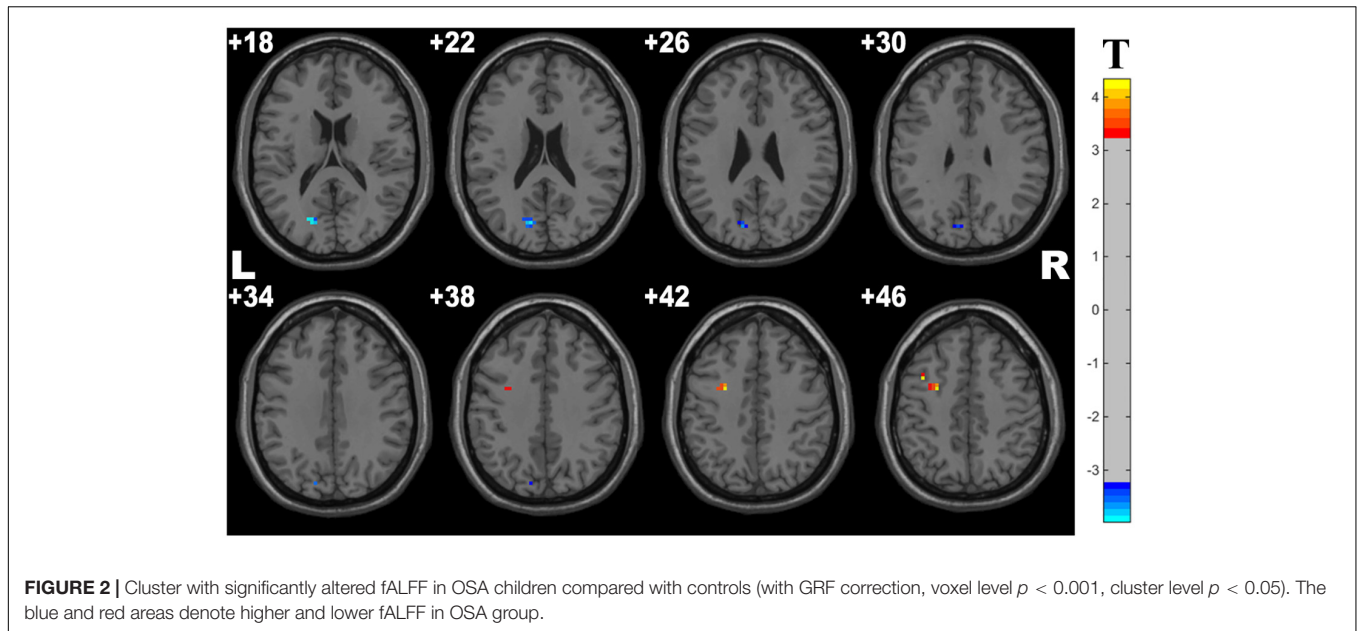 +18 +22 +26 +30
T
4
3
2
1
0
-1
-2
-3
L R
+34 +38 +42 +46
FIGURE 2 | Cluster with significantly altered fALFF in OSA children compared with controls (with GRF correction, voxel level p < 0.001, cluster level p < 0.05). The
blue and red areas denote higher and lower fALFF in OSA group.